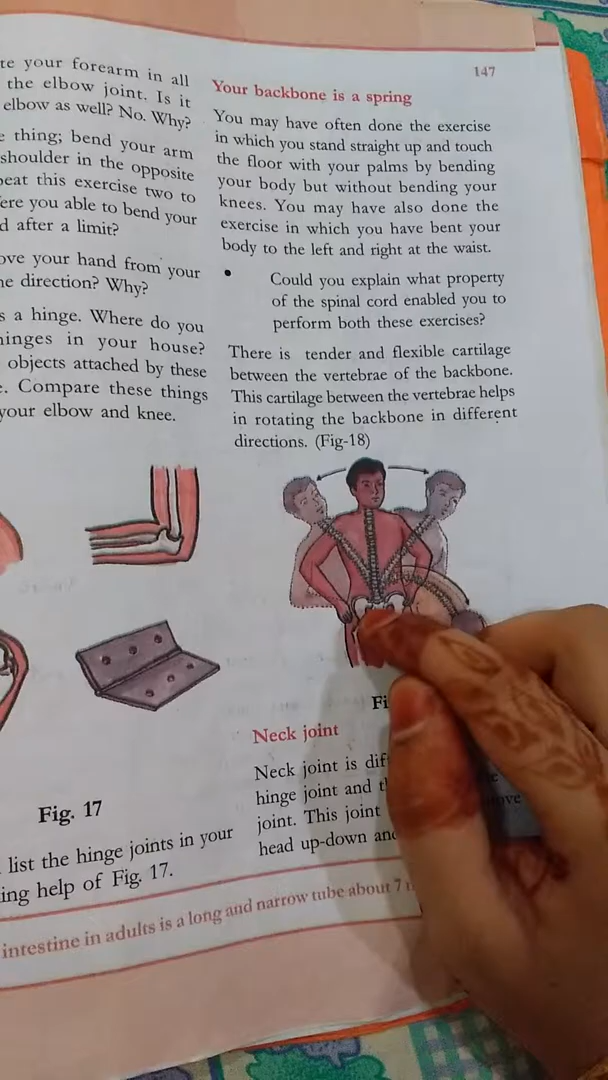 147
te your forearm in all
the elbow joint. Is it
elbow as well? No. Why?
e thing; bend your arm
shoulder in the opposite
peat this exercise two to
ere you able to bend your
d after a limit?
ove your hand from your
ne direction? Why?
s a hinge. Where do you
hinges in your house?
objects attached by these
e. Compare these things
your elbow and knee.
Fig. 17
list the hinge joints in your
ing help of Fig. 17.
Your backbone is a spring
You may have often done the exercise
in which you stand straight up and touch
the floor with your palms by bending
your body but without bending your
knees. You may have also done the
exercise in which you have bent your
body to the left and right at the waist.
• Could you explain what property
of the spinal cord enabled you to
perform both these exercises?
There is tender and flexible cartilage
between the vertebrae of the backbone.
This cartilage between the vertebrae helps
in rotating the backbone in different
directions. (Fig-18)
Fi
Neck joint
Neck joint is dif
hinge joint and th
joint. This joint
head up-down and
intestine in adults is a long and narrow tube about 7